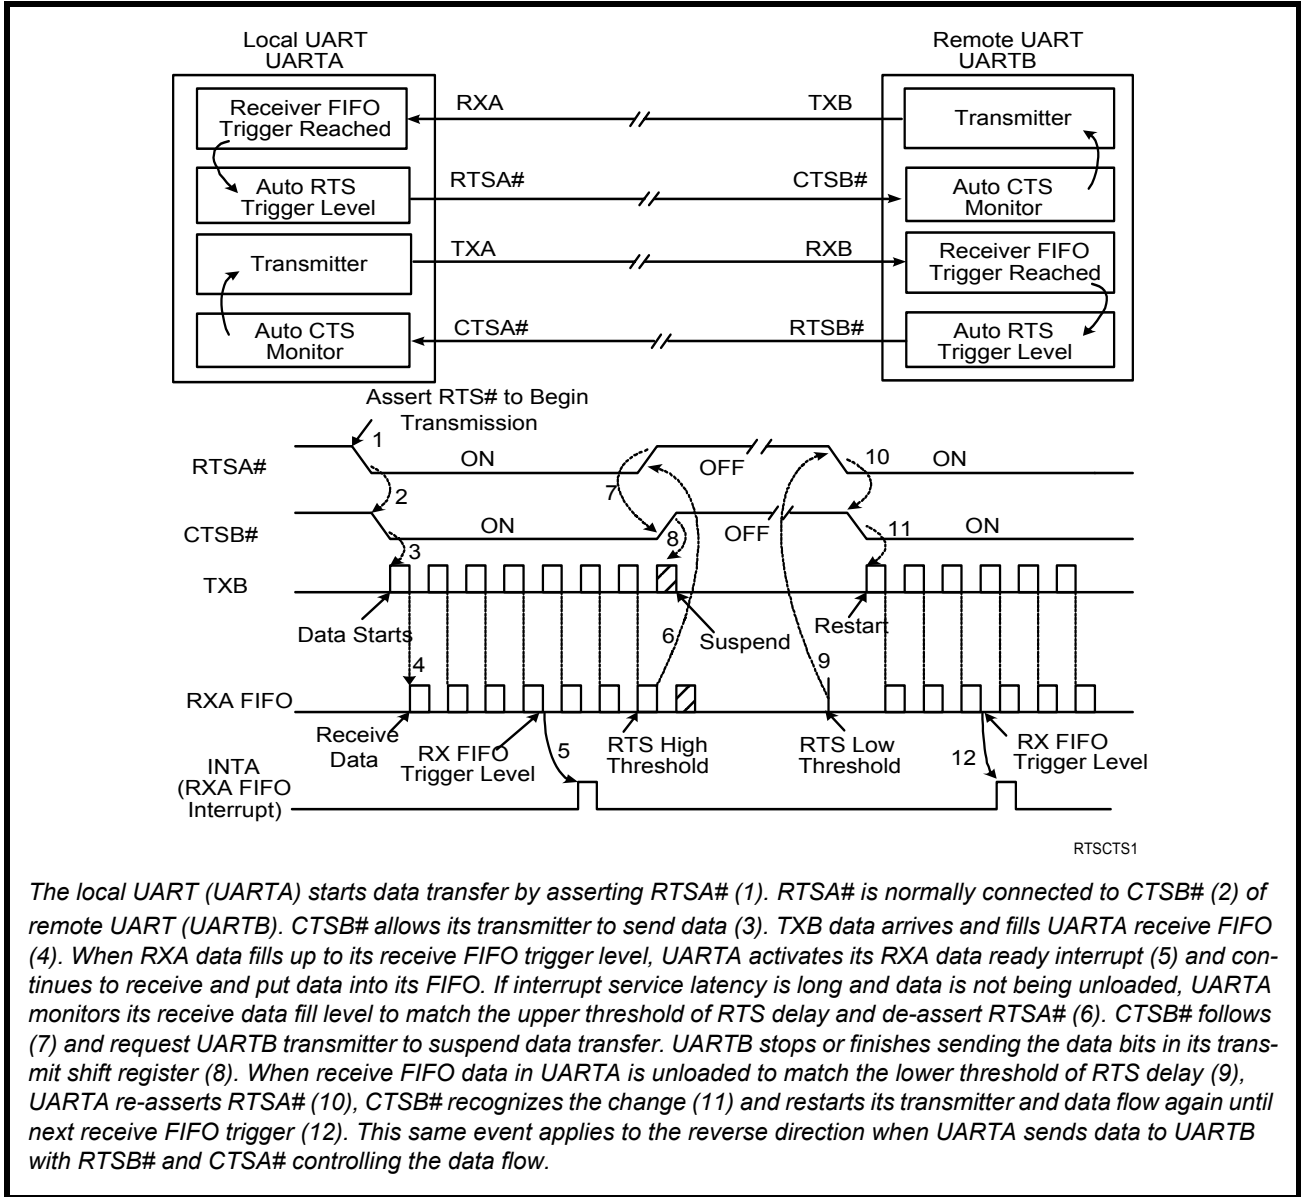 Local UART
UARTA
Remote UART
UARTB
Receiver FIFO
Trigger Reached
RXA
TXB
Transmitter
Auto RTS
Trigger Level
RTSA#
CTSB#
Auto CTS
Monitor
Transmitter
TXA
RXB
Receiver FIFO
Trigger Reached
Auto CTS
Monitor
CTSA#
RTSB#
Auto RTS
Trigger Level
Assert RTS# to Begin
Transmission
1
RTSA#
ON
OFF
10
ON
2
7
CTSB#
ON
8
OFF
11
ON
3
TXB
Data Starts
6
Suspend
Restart
4
9
RXA FIFO
Receive
Data
RX FIFO
Trigger Level
5
RTS High
Threshold
RTS Low
Threshold
12
RX FIFO
Trigger Level
INTA
(RXA FIFO
Interrupt)
RTSCTS1
The local UART (UARTA) starts data transfer by asserting RTSA# (1). RTSA# is normally connected to CTSB# (2) of
remote UART (UARTB). CTSB# allows its transmitter to send data (3). TXB data arrives and fills UARTA receive FIFO
(4). When RXA data fills up to its receive FIFO trigger level, UARTA activates its RXA data ready interrupt (5) and con-
tinues to receive and put data into its FIFO. If interrupt service latency is long and data is not being unloaded, UARTA
monitors its receive data fill level to match the upper threshold of RTS delay and de-assert RTSA# (6). CTSB# follows
(7) and request UARTB transmitter to suspend data transfer. UARTB stops or finishes sending the data bits in its trans-
mit shift register (8). When receive FIFO data in UARTA is unloaded to match the lower threshold of RTS delay (9),
UARTA re-asserts RTSA# (10), CTSB# recognizes the change (11) and restarts its transmitter and data flow again until
next receive FIFO trigger (12). This same event applies to the reverse direction when UARTA sends data to UARTB
with RTSB# and CTSA# controlling the data flow.